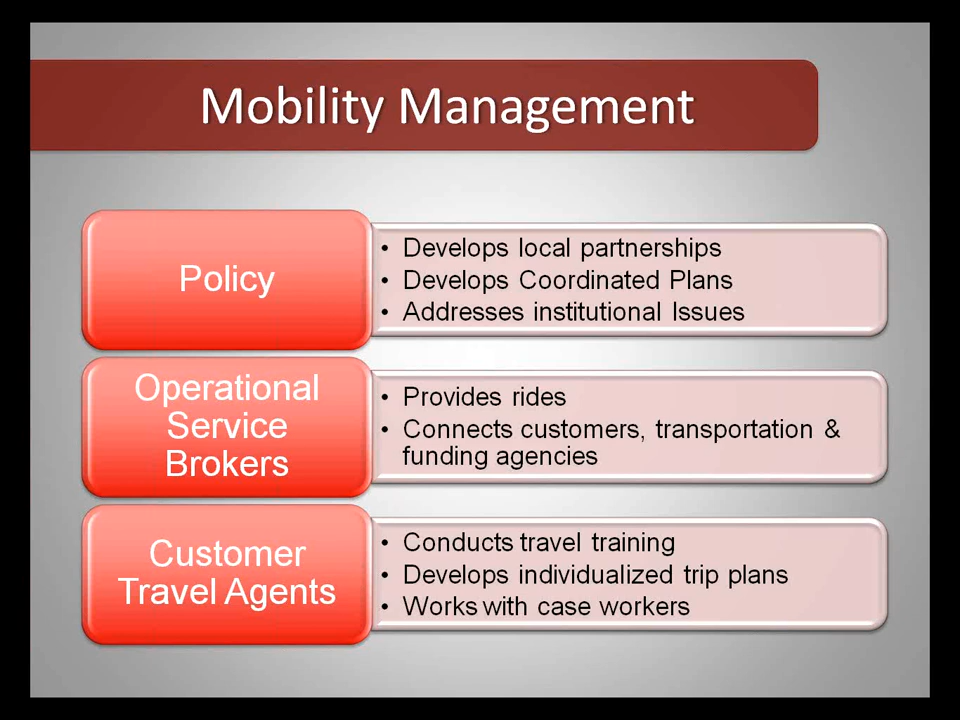 Mobility Management
Policy
• Develops local partnerships
• Develops Coordinated Plans
• Addresses institutional Issues
Operational
Service
Brokers
• Provides rides
• Connects customers, transportation &
funding agencies
Customer
Travel Agents
• Conducts travel training
• Develops individualized trip plans
• Works with case workers